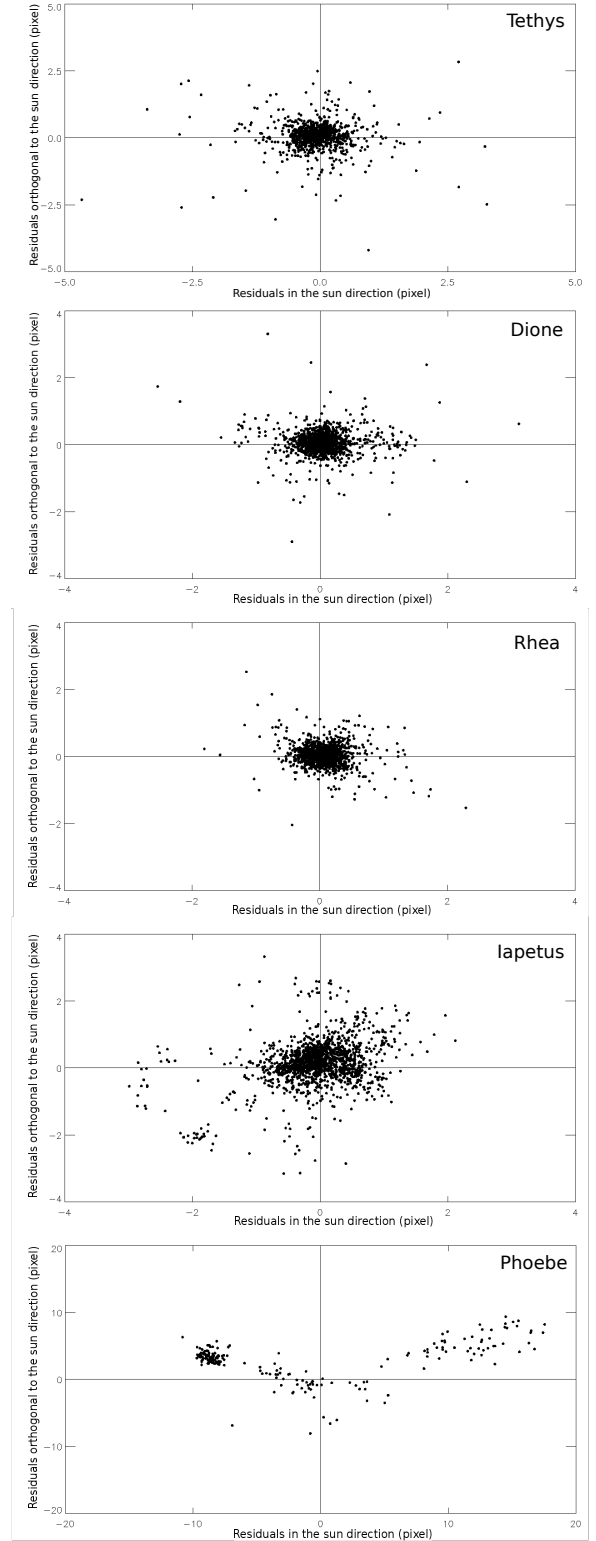 Tethys
Residuals orthogonal to the sun direction (pixel)
5.0
2.5
0.0
−2.5
−5.0
−5.0 −2.5 0.0 2.5 5.0
Residuals in the sun direction (pixel)
Dione
Residuals orthogonal to the sun direction (pixel)
4
2
0
−2
−4
−4 −2 0 2 4
Residuals in the sun direction (pixel)
Rhea
Residuals orthogonal to the sun direction (pixel)
4
2
0
−2
−4
−4 −2 0 2 4
Residuals in the sun direction (pixel)
Iapetus
Residuals orthogonal to the sun direction (pixel)
4
2
0
−2
−4
−4 −2 0 2 4
Residuals in the sun direction (pixel)
Phoebe
Residuals orthogonal to the sun direction (pixel)
20
10
0
−10
−20
−20 −10 0 10 20
Residuals in the sun direction (pixel)